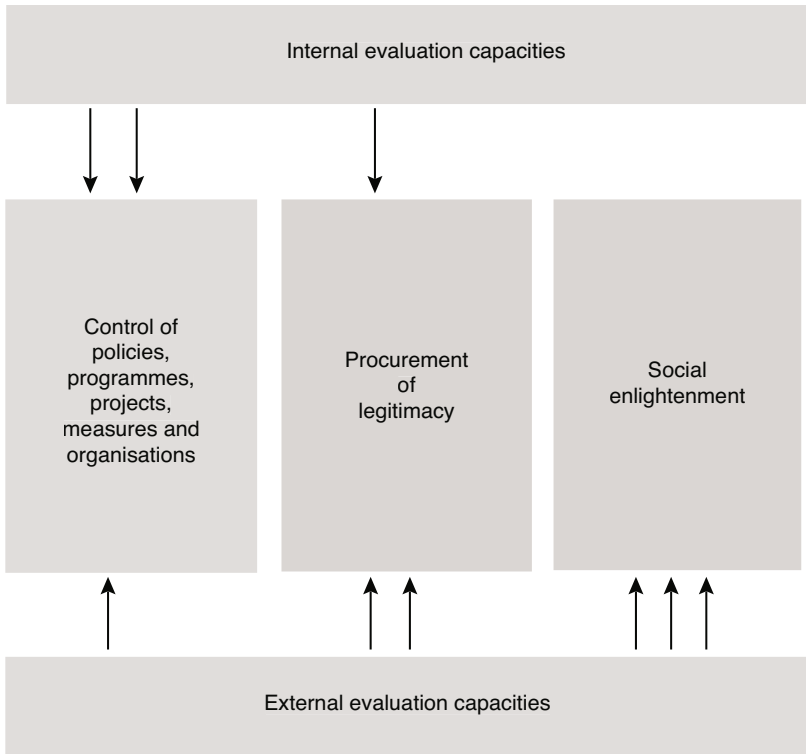 Internal evaluation capacities
Control of
policies,
programmes,
projects,
measures and
organisations
Procurement
of
legitimacy
Social
enlightenment
External evaluation capacities